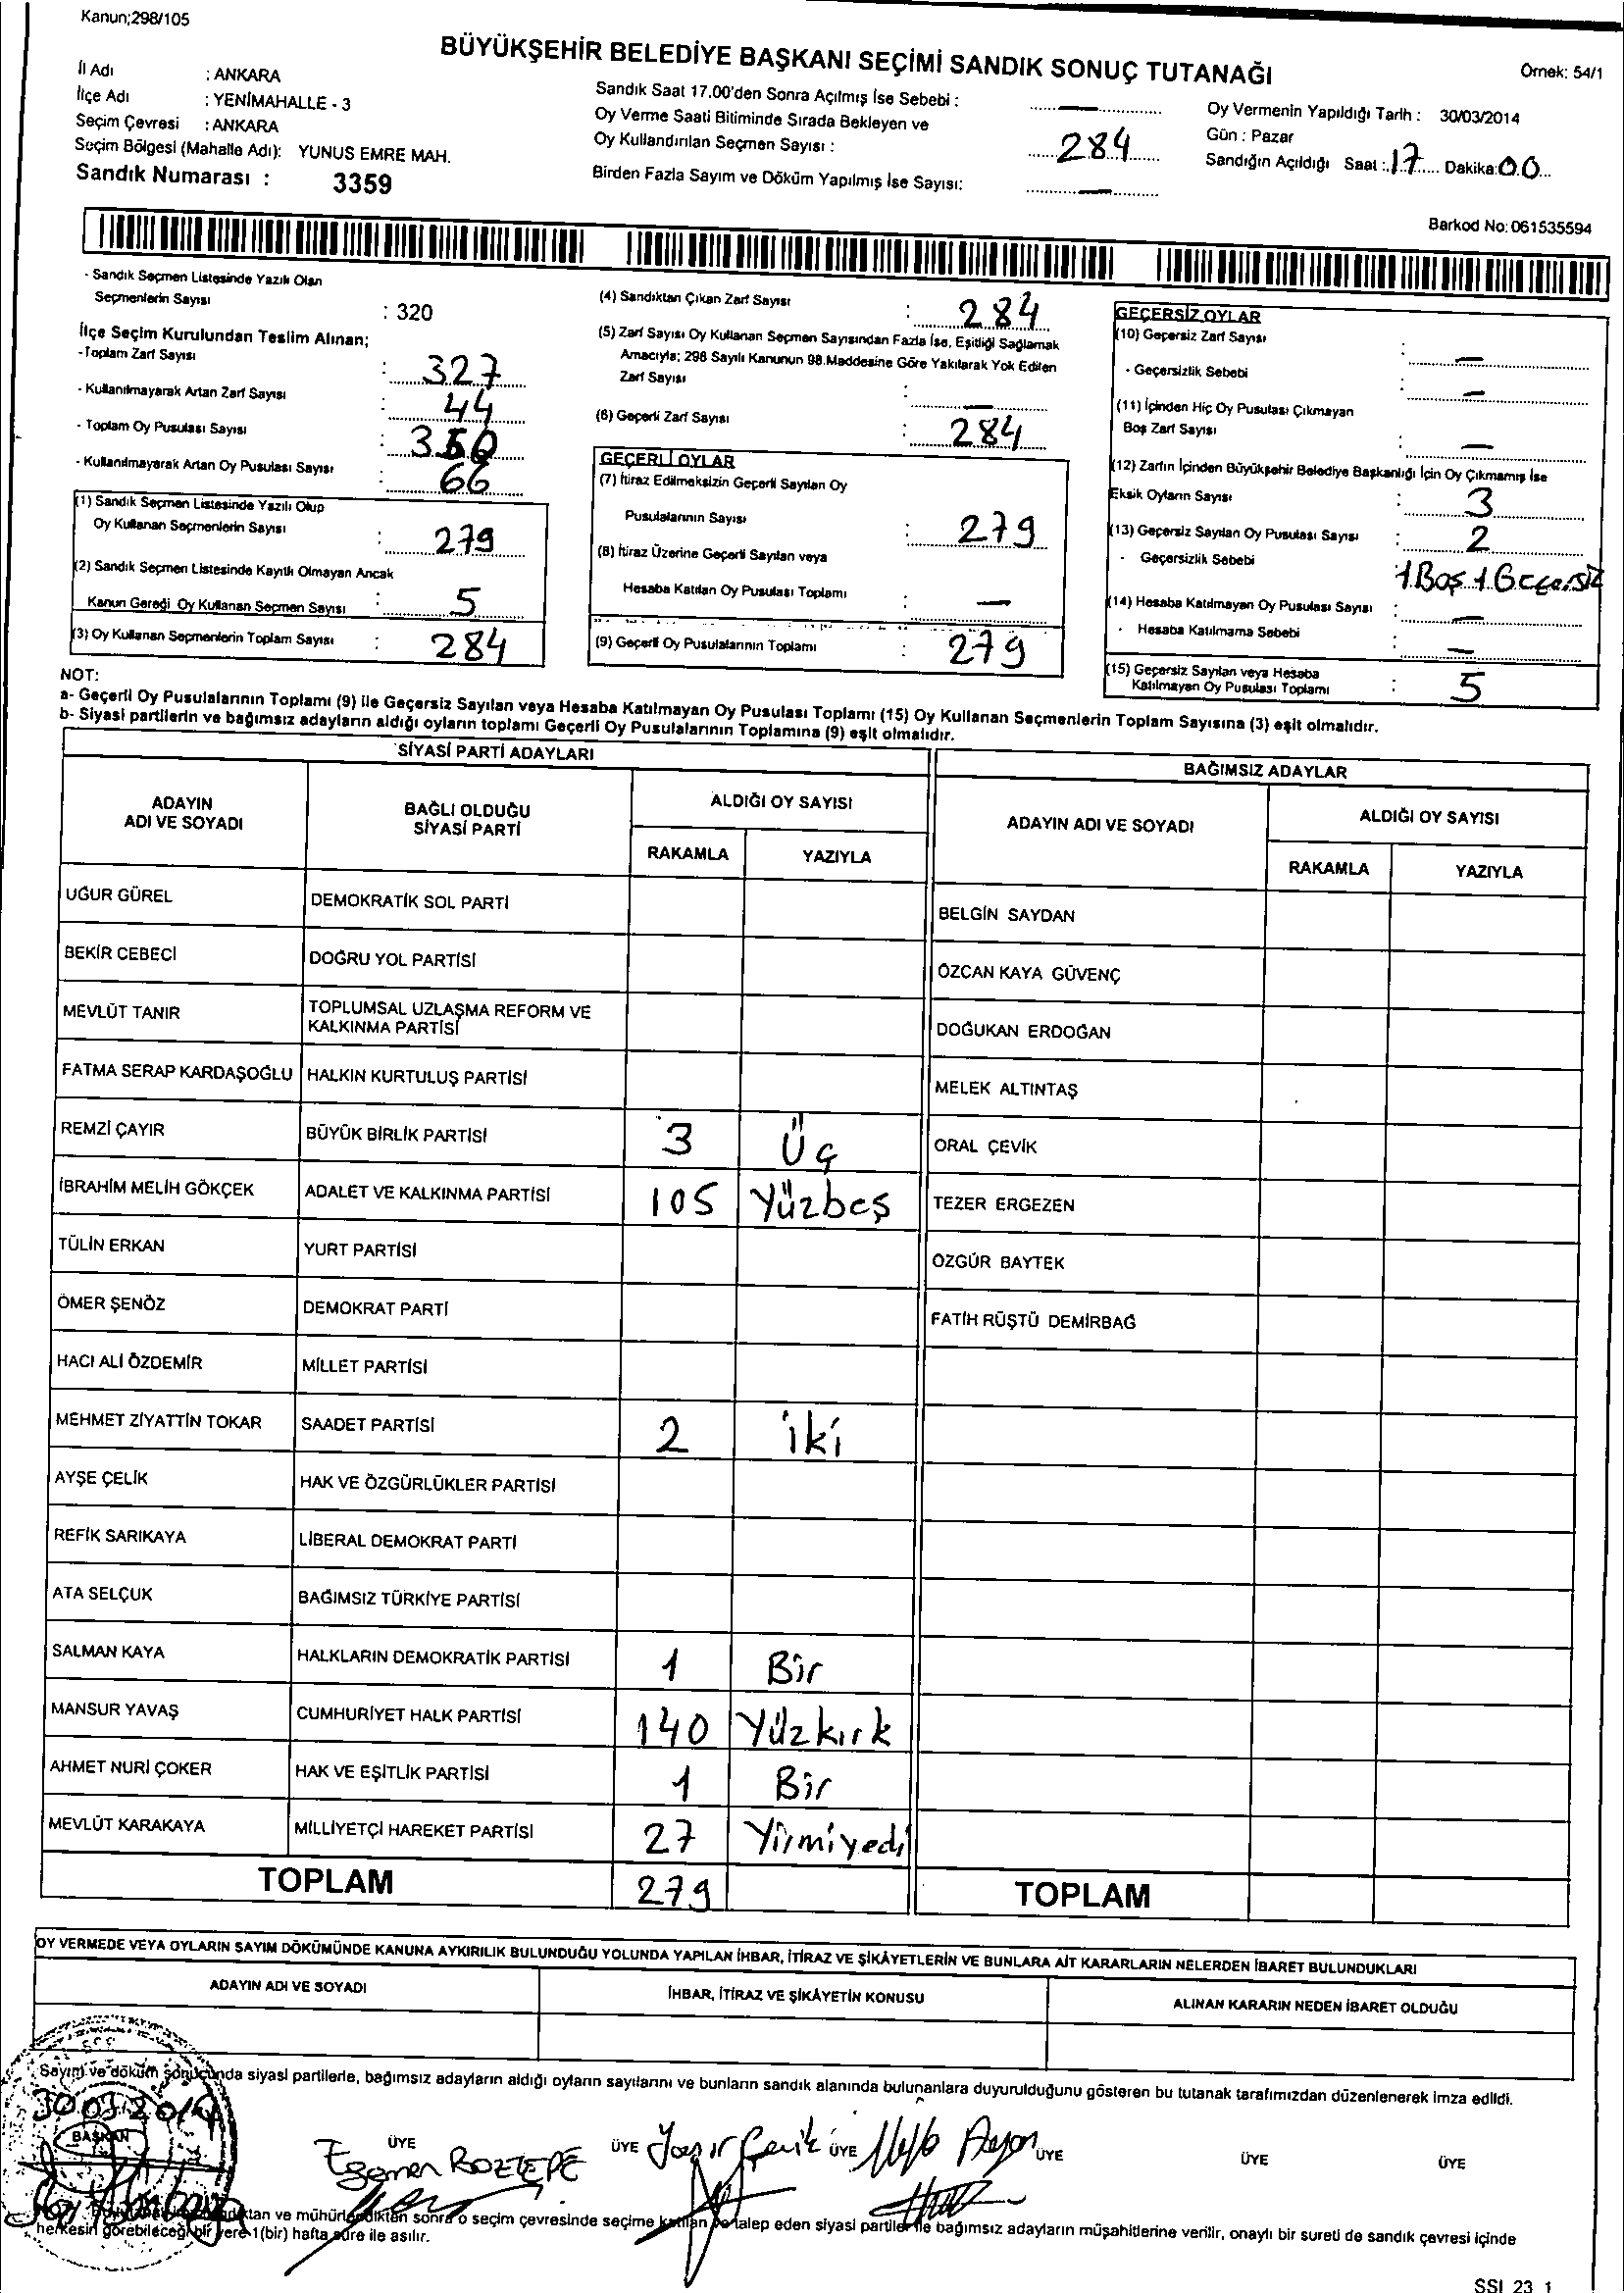 Kanun;298/105
BÜYÜKŞEHİR BELEDİYE BAŞKANI SEÇİMİ SANDIK SONUÇ TUTANAĞI
Örnek: 54/1
İl Adı : ANKARA
İlçe Adı : YENİMAHALLE - 3
Seçim Çevresi : ANKARA
Seçim Bölgesi (Mahalle Adı): YUNUS EMRE MAH.
Sandık Numarası : 3359
Sandık Saat 17.00'den Sonra Açılmış İse Sebebi : —
Oy Verme Saati Bitiminde Sırada Bekleyen ve
Oy Kullandırılan Seçmen Sayısı : 284
Birden Fazla Sayım ve Döküm Yapılmış İse Sayısı: —
Oy Vermenin Yapıldığı Tarih : 30/03/2014
Gün : Pazar
Sandığın Açıldığı Saat : 17 Dakika: 00
Barkod No: 061535594
- Sandık Seçmen Listesinde Yazılı Olan
Seçmenlerin Sayısı : 320
İlçe Seçim Kurulundan Teslim Alınan;
- Toplam Zarf Sayısı : 327
- Kullanılmayarak Artan Zarf Sayısı : 44
- Toplam Oy Pusulası Sayısı : 350
- Kullanılmayarak Artan Oy Pusulası Sayısı : 66
(1) Sandık Seçmen Listesinde Yazılı Olup
Oy Kullanan Seçmenlerin Sayısı : 279
(2) Sandık Seçmen Listesinde Kayıtlı Olmayan Ancak
Kanun Gereği Oy Kullanan Seçmen Sayısı : 5
(3) Oy Kullanan Seçmenlerin Toplam Sayısı : 284
(4) Sandıktan Çıkan Zarf Sayısı : 284
(5) Zarf Sayısı Oy Kullanan Seçmen Sayısından Fazla İse, Eşitliği Sağlamak
Amacıyla; 298 Sayılı Kanunun 98.Maddesine Göre Yakılarak Yok Edilen
Zarf Sayısı : —
(6) Geçerli Zarf Sayısı : 284
GEÇERLİ OYLAR
(7) İtiraz Edilmeksizin Geçerli Sayılan Oy
Pusulalarının Sayısı : 279
(8) İtiraz Üzerine Geçerli Sayılan veya
Hesaba Katılan Oy Pusulası Toplamı : —
(9) Geçerli Oy Pusulalarının Toplamı : 279
GEÇERSİZ OYLAR
(10) Geçersiz Zarf Sayısı : —
- Geçersizlik Sebebi : —
(11) İçinden Hiç Oy Pusulası Çıkmayan
Boş Zarf Sayısı : —
(12) Zarfın İçinden Büyükşehir Belediye Başkanlığı İçin Oy Çıkmamış İse
Eksik Oyların Sayısı : 3
(13) Geçersiz Sayılan Oy Pusulası Sayısı : 2
- Geçersizlik Sebebi : 1 Boş 1 Geçersiz
(14) Hesaba Katılmayan Oy Pusulası Sayısı : —
- Hesaba Katılmama Sebebi : —
(15) Geçersiz Sayılan veya Hesaba
Katılmayan Oy Pusulası Toplamı : 5
NOT:
a- Geçerli Oy Pusulalarının Toplamı (9) ile Geçersiz Sayılan veya Hesaba Katılmayan Oy Pusulası Toplamı (15) Oy Kullanan Seçmenlerin Toplam Sayısına (3) eşit olmalıdır.
b- Siyasi partilerin ve bağımsız adayların aldığı oyların toplamı Geçerli Oy Pusulalarının Toplamına (9) eşit olmalıdır.
SİYASİ PARTİ ADAYLARI
ADAYIN ADI VE SOYADI
BAĞLI OLDUĞU SİYASİ PARTİ
ALDIĞI OY SAYISI
RAKAMLA YAZIYLA
UĞUR GÜREL DEMOKRATİK SOL PARTİ
BEKİR CEBECİ DOĞRU YOL PARTİSİ
MEVLÜT TANIR TOPLUMSAL UZLAŞMA REFORM VE
KALKINMA PARTİSİ
FATMA SERAP KARDAŞOĞLU HALKIN KURTULUŞ PARTİSİ
REMZİ ÇAYIR BÜYÜK BİRLİK PARTİSİ 3 Üç
İBRAHİM MELİH GÖKÇEK ADALET VE KALKINMA PARTİSİ 105 Yüzbeş
TÜLİN ERKAN YURT PARTİSİ
ÖMER ŞENÖZ DEMOKRAT PARTİ
HACI ALİ ÖZDEMİR MİLLET PARTİSİ
MEHMET ZİYATTİN TOKAR SAADET PARTİSİ 2 iki
AYŞE ÇELİK HAK VE ÖZGÜRLÜKLER PARTİSİ
REFİK SARIKAYA LİBERAL DEMOKRAT PARTİ
ATA SELÇUK BAĞIMSIZ TÜRKİYE PARTİSİ
SALMAN KAYA HALKLARIN DEMOKRATİK PARTİSİ 1 Bir
MANSUR YAVAŞ CUMHURİYET HALK PARTİSİ 140 Yüzkırk
AHMET NURİ ÇOKER HAK VE EŞİTLİK PARTİSİ 1 Bir
MEVLÜT KARAKAYA MİLLİYETÇİ HAREKET PARTİSİ 27 Yirmiyedi
TOPLAM 279
BAĞIMSIZ ADAYLAR
ADAYIN ADI VE SOYADI
ALDIĞI OY SAYISI
RAKAMLA YAZIYLA
BELGİN SAYDAN
ÖZCAN KAYA GÜVENÇ
DOĞUKAN ERDOĞAN
MELEK ALTINTAŞ
ORAL ÇEVİK
TEZER ERGEZEN
ÖZGÜR BAYTEK
FATİH RÜŞTÜ DEMİRBAĞ
TOPLAM
OY VERMEDE VEYA OYLARIN SAYIM DÖKÜMÜNDE KANUNA AYKIRILIK BULUNDUĞU YOLUNDA YAPILAN İHBAR, İTİRAZ VE ŞİKÂYETLERİN VE BUNLARA AİT KARARLARIN NELERDEN İBARET BULUNDUKLARI
ADAYIN ADI VE SOYADI
İHBAR, İTİRAZ VE ŞİKÂYETİN KONUSU
ALINAN KARARIN NEDEN İBARET OLDUĞU
Sayım ve döküm sonucunda siyasi partilerle, bağımsız adayların aldığı oyların sayılarını ve bunların sandık alanında bulunanlara duyurulduğunu gösteren bu tutanak tarafımızdan düzenlenerek imza edildi.
30.03.2014
BAŞKAN
ÜYE ÜYE ÜYE ÜYE ÜYE ÜYE
Egemen BOZTEPE
ve mühürlendikten sonra o seçim çevresinde seçime katılan ve talep eden siyasi partiler ile bağımsız adayların müşahitlerine verilir, onaylı bir sureti de sandık çevresi içinde
herkesin görebileceği bir yere 1(bir) hafta süre ile asılır.
SSI_23_1